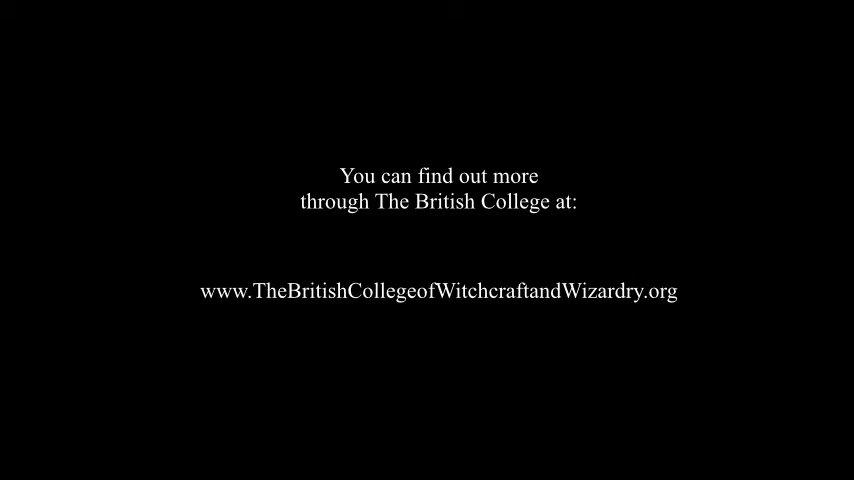 You can find out more
through The British College at:
www.TheBritishCollegeofWitchcraftandWizardry.org